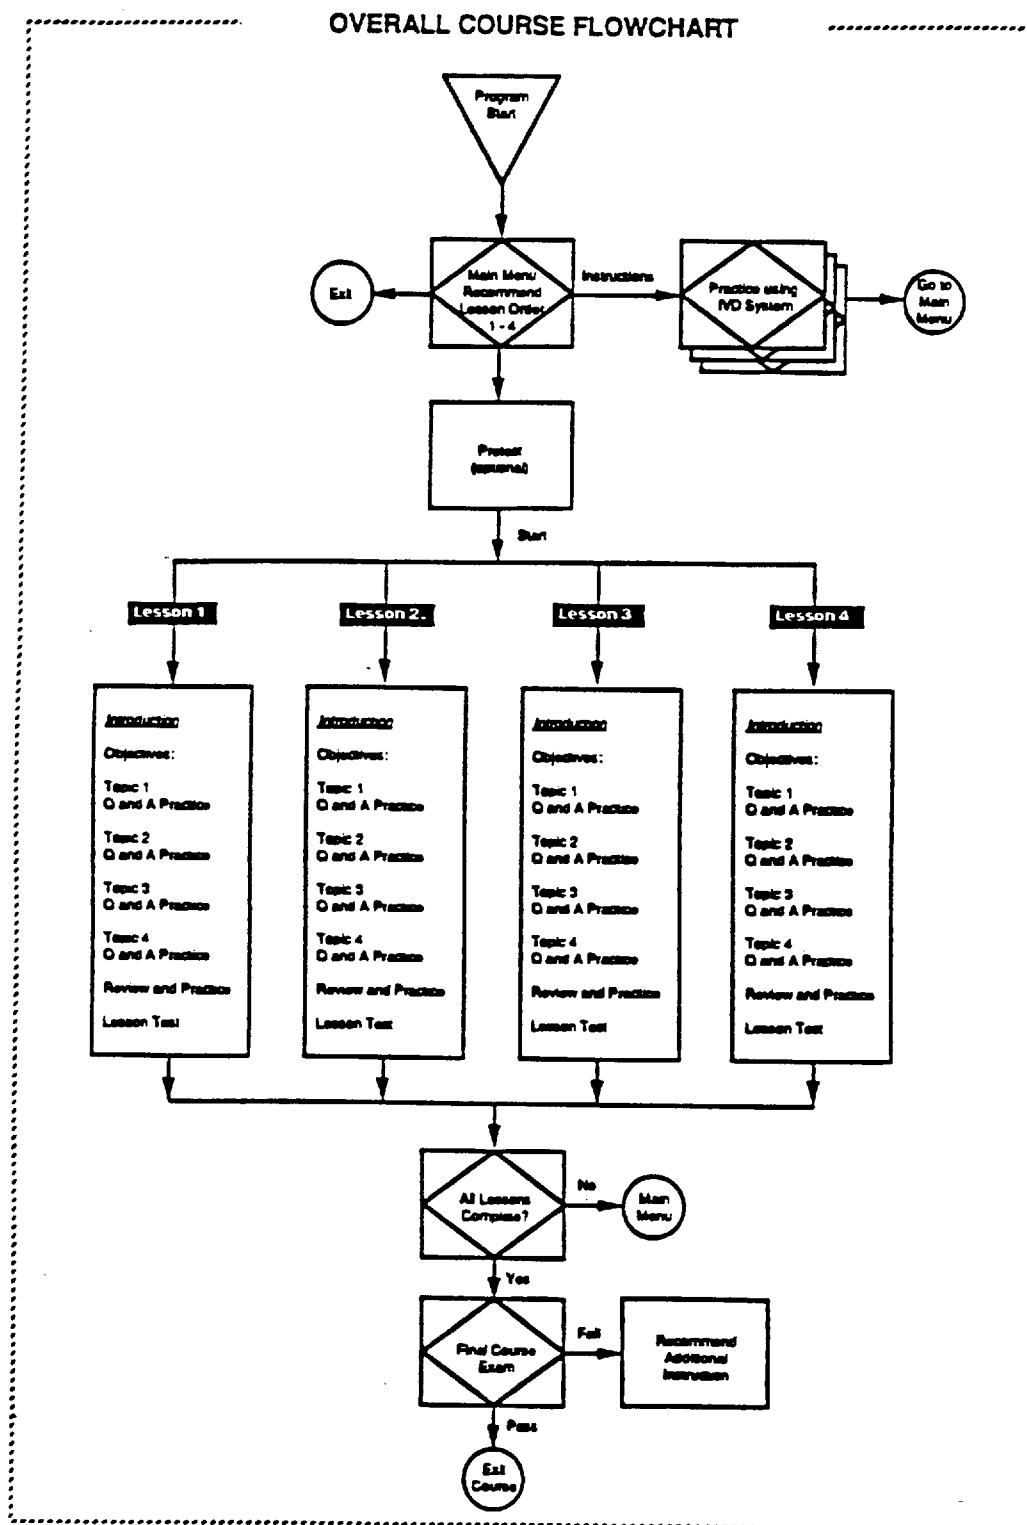 OVERALL COURSE FLOWCHART
Program
Start
Exit
Main Menu
Recommend
Lesson Order
1 - 4
Instructions
Practice using
IVD System
Go to
Main
Menu
Pretest
(optional)
Start
Lesson 1
Lesson 2.
Lesson 3
Lesson 4
Introduction
Objectives:
Topic 1
Q and A Practice
Topic 2
Q and A Practice
Topic 3
Q and A Practice
Topic 4
Q and A Practice
Review and Practice
Lesson Test
Introduction
Objectives:
Topic 1
Q and A Practice
Topic 2
Q and A Practice
Topic 3
Q and A Practice
Topic 4
Q and A Practice
Review and Practice
Lesson Test
Introduction
Objectives:
Topic 1
Q and A Practice
Topic 2
Q and A Practice
Topic 3
Q and A Practice
Topic 4
Q and A Practice
Review and Practice
Lesson Test
Introduction
Objectives:
Topic 1
Q and A Practice
Topic 2
Q and A Practice
Topic 3
Q and A Practice
Topic 4
Q and A Practice
Review and Practice
Lesson Test
All Lessons
Complete?
No
Main
Menu
Yes
Final Course
Exam
Fail
Recommend
Additional
Instruction
Pass
Exit
Course